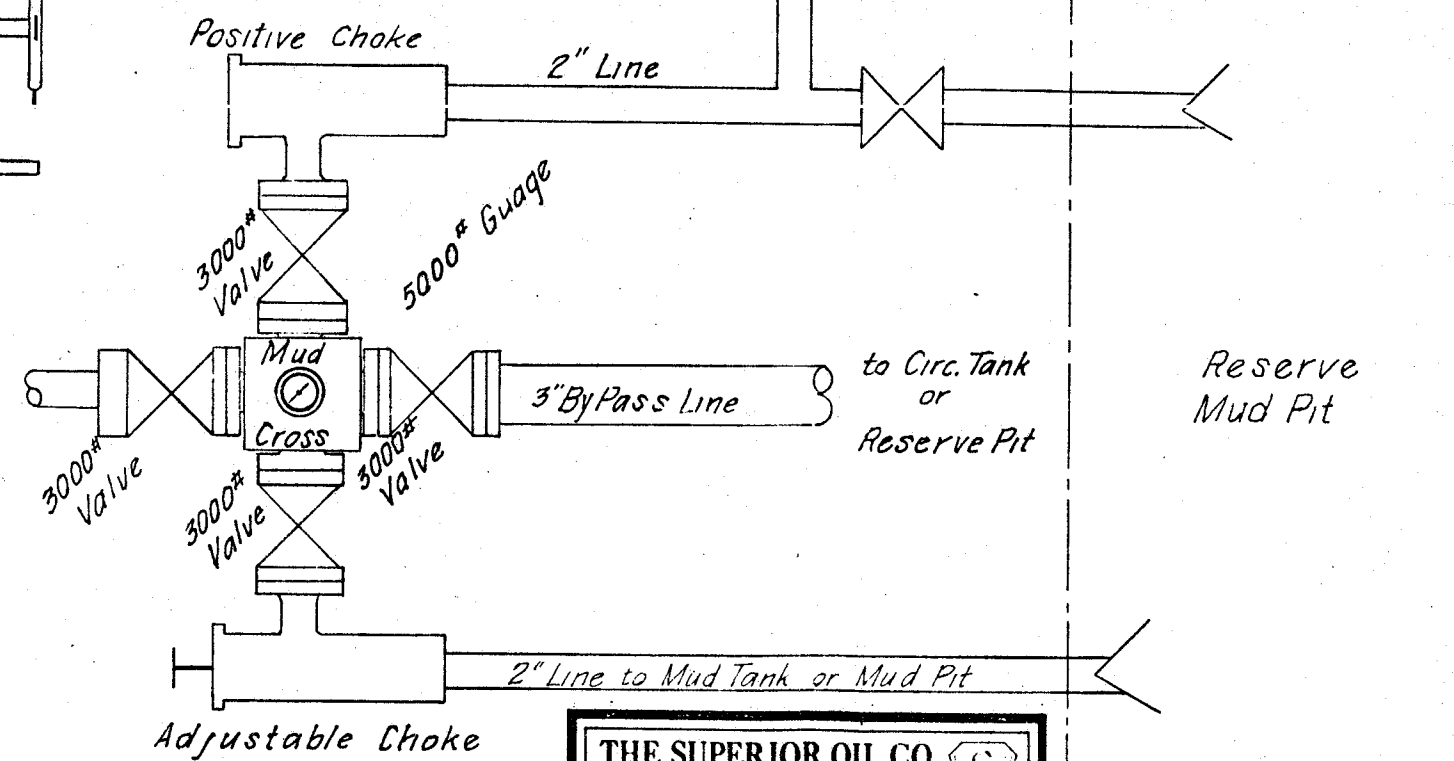 Positive Choke
2" Line
3000#
Valve
5000# Guage
Mud
Cross
3000#
Valve
3000#
Valve
3000#
Valve
3" By Pass Line
to Circ. Tank
or
Reserve Pit
Reserve
Mud Pit
2" Line to Mud Tank or Mud Pit
Adjustable Choke
THE SUPERIOR OIL CO